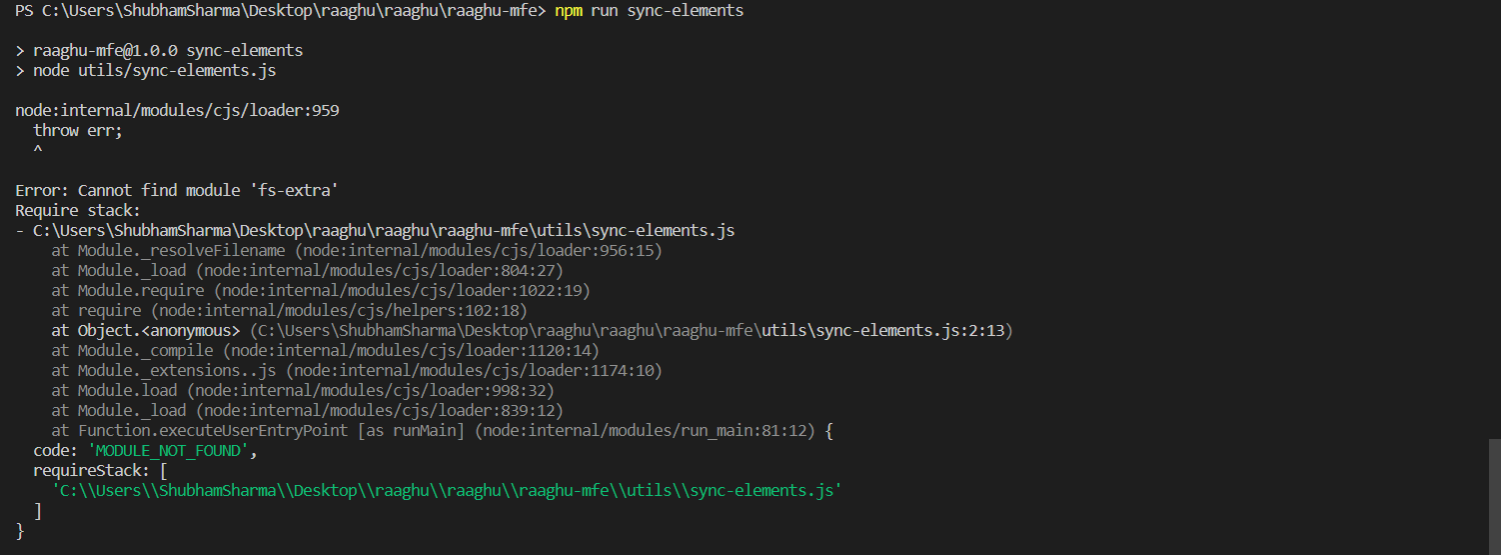 PS C:\Users\ShubhamSharma\Desktop\raaghu\raaghu\raaghu-mfe> npm run sync-elements
> raaghu-mfe@1.0.0 sync-elements
> node utils/sync-elements.js
node:internal/modules/cjs/loader:959
  throw err;
  ^
Error: Cannot find module 'fs-extra'
Require stack:
- C:\Users\ShubhamSharma\Desktop\raaghu\raaghu\raaghu-mfe\utils\sync-elements.js
    at Module._resolveFilename (node:internal/modules/cjs/loader:956:15)
    at Module._load (node:internal/modules/cjs/loader:804:27)
    at Module.require (node:internal/modules/cjs/loader:1022:19)
    at require (node:internal/modules/cjs/helpers:102:18)
    at Object.<anonymous> (C:\Users\ShubhamSharma\Desktop\raaghu\raaghu\raaghu-mfe\utils\sync-elements.js:2:13)
    at Module._compile (node:internal/modules/cjs/loader:1120:14)
    at Module._extensions..js (node:internal/modules/cjs/loader:1174:10)
    at Module.load (node:internal/modules/cjs/loader:998:32)
    at Module._load (node:internal/modules/cjs/loader:839:12)
    at Function.executeUserEntryPoint [as runMain] (node:internal/modules/run_main:81:12) {
  code: 'MODULE_NOT_FOUND',
  requireStack: [
    'C:\\Users\\ShubhamSharma\\Desktop\\raaghu\\raaghu\\raaghu-mfe\\utils\\sync-elements.js'
  ]
}